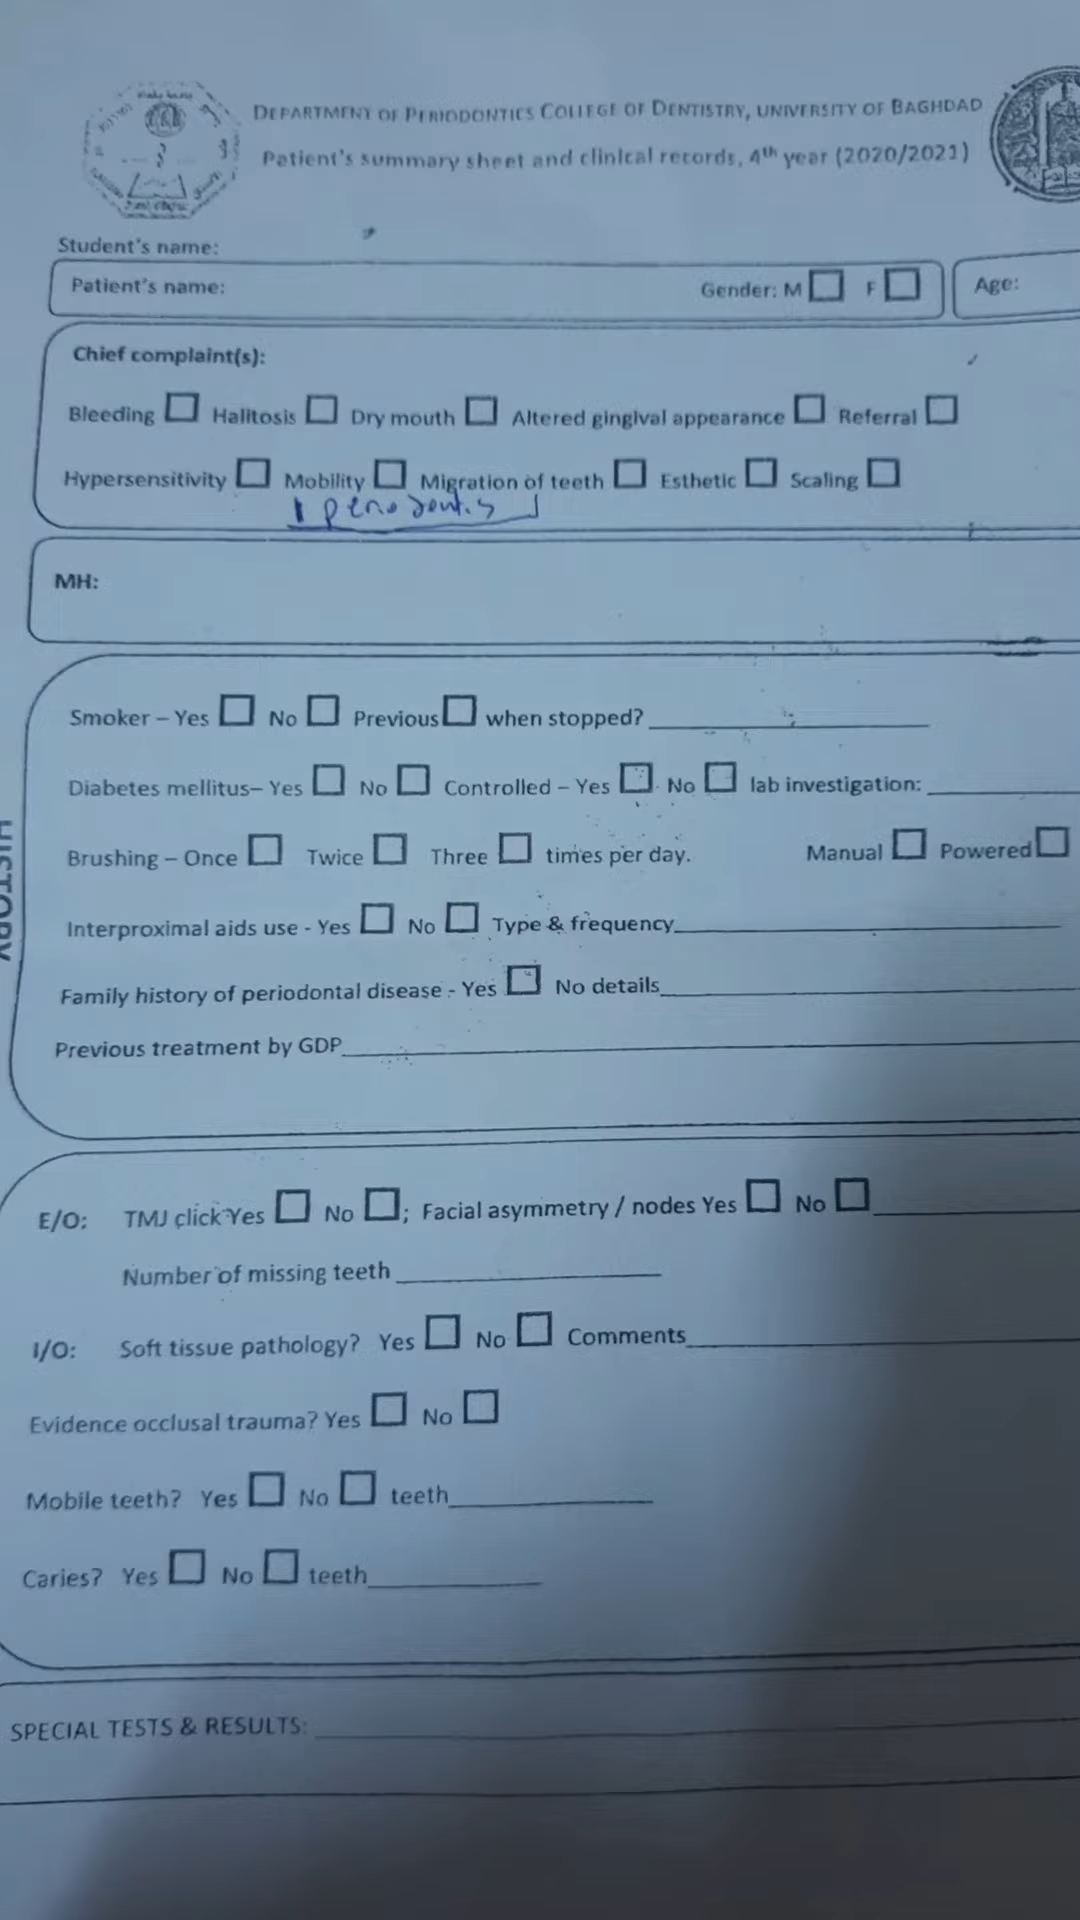 DEPARTMENT OF PERIODONTICS COLLEGE OF DENTISTRY, UNIVERSITY OF BAGHDAD
Patient's summary sheet and clinical records, 4th year (2020/2021)
Student's name:
Patient's name: Gender: M F Age:
Chief complaint(s):
Bleeding Halitosis Dry mouth Altered gingival appearance Referral
Hypersensitivity Mobility Migration of teeth Esthetic Scaling
MH:
Smoker – Yes No Previous when stopped?
Diabetes mellitus– Yes No Controlled – Yes No lab investigation:
Brushing – Once Twice Three times per day. Manual Powered
Interproximal aids use - Yes No Type & frequency
Family history of periodontal disease - Yes No details
Previous treatment by GDP
HISTORY
E/O: TMJ click Yes No ; Facial asymmetry / nodes Yes No
Number of missing teeth
I/O: Soft tissue pathology? Yes No Comments
Evidence occlusal trauma? Yes No
Mobile teeth? Yes No teeth
Caries? Yes No teeth
SPECIAL TESTS & RESULTS: